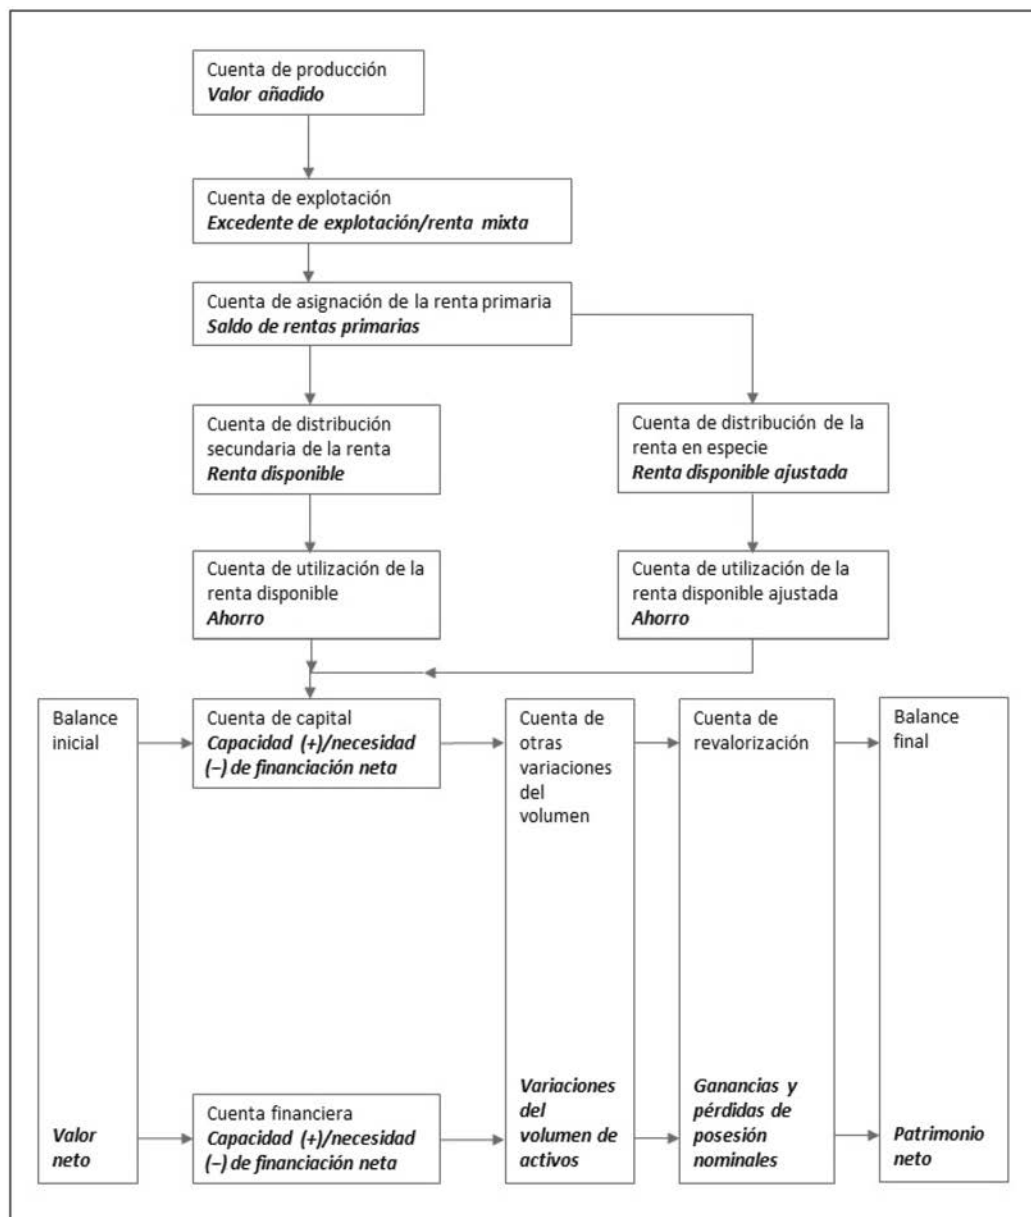 Cuenta de producción
Valor añadido
Cuenta de explotación
Excedente de explotación/renta mixta
Cuenta de asignación de la renta primaria
Saldo de rentas primarias
Cuenta de distribución
secundaria de la renta
Renta disponible
Cuenta de distribución de la
renta en especie
Renta disponible ajustada
Cuenta de utilización de la
renta disponible
Ahorro
Cuenta de utilización de la
renta disponible ajustada
Ahorro
Balance
inicial
Valor
neto
Cuenta de capital
Capacidad (+)/necesidad
(–) de financiación neta
Cuenta financiera
Capacidad (+)/necesidad
(–) de financiación neta
Cuenta de
otras
variaciones
del
volumen
Variaciones
del
volumen de
activos
Cuenta de
revalorización
Ganancias y
pérdidas de
posesión
nominales
Balance
final
Patrimonio
neto